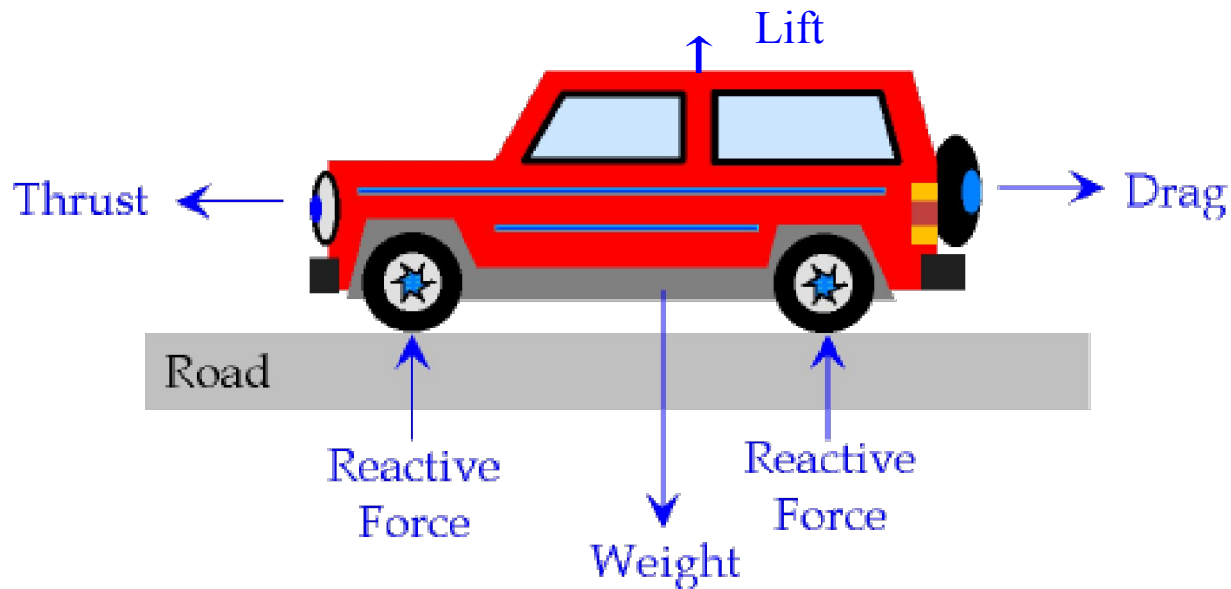 Lift
Thrust
Drag
Road
Reactive
Force
Reactive
Force
Weight